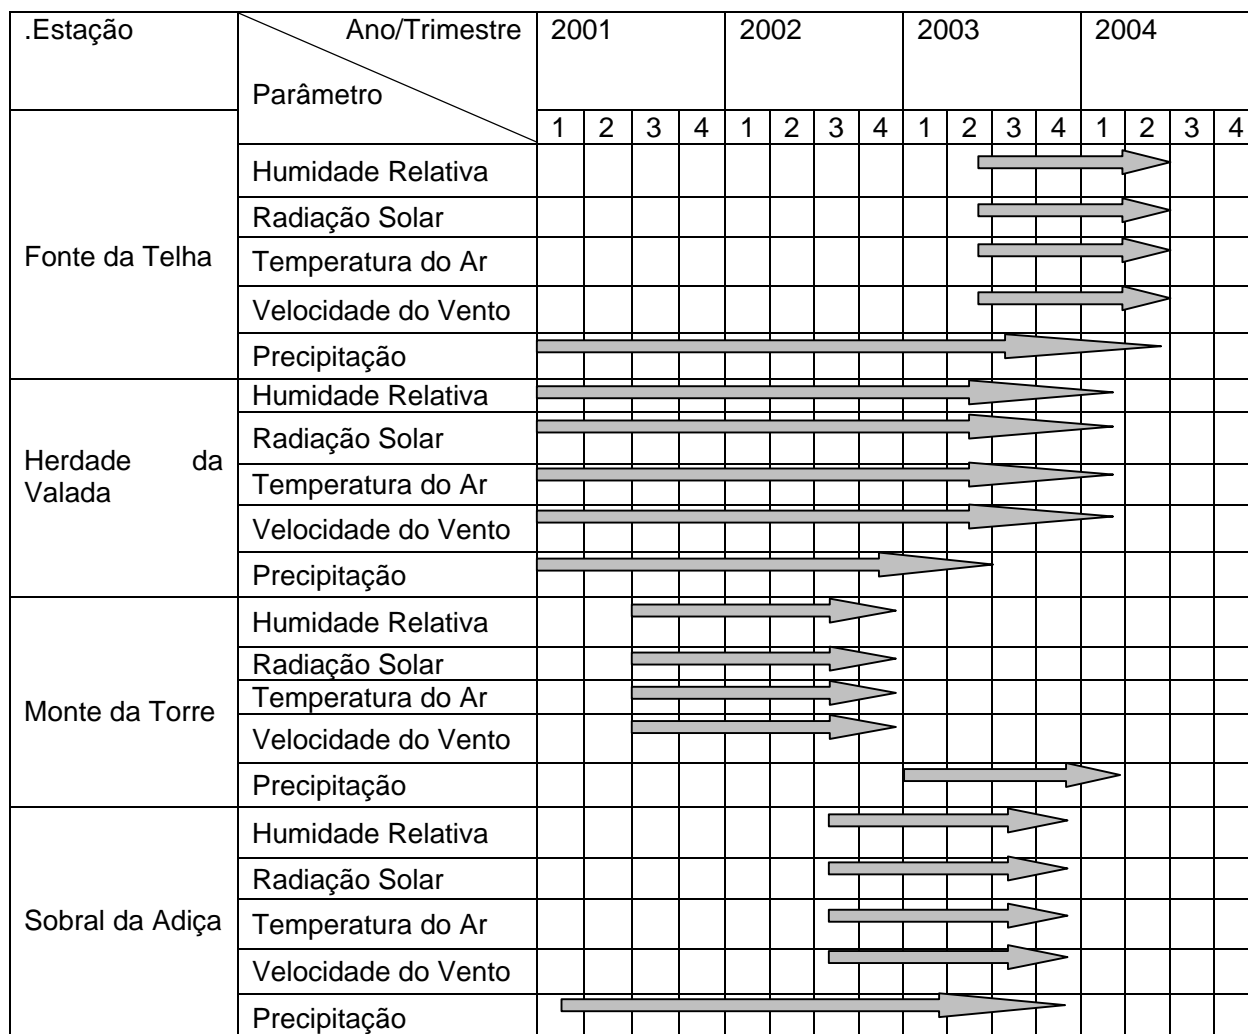 .Estação Ano/Trimestre 2001 2002 2003 2004
Parâmetro
1 2 3 4 1 2 3 4 1 2 3 4 1 2 3 4
Fonte da Telha
Humidade Relativa
Radiação Solar
Temperatura do Ar
Velocidade do Vento
Precipitação
Herdade da
Valada
Humidade Relativa
Radiação Solar
Temperatura do Ar
Velocidade do Vento
Precipitação
Monte da Torre
Humidade Relativa
Radiação Solar
Temperatura do Ar
Velocidade do Vento
Precipitação
Sobral da Adiça
Humidade Relativa
Radiação Solar
Temperatura do Ar
Velocidade do Vento
Precipitação